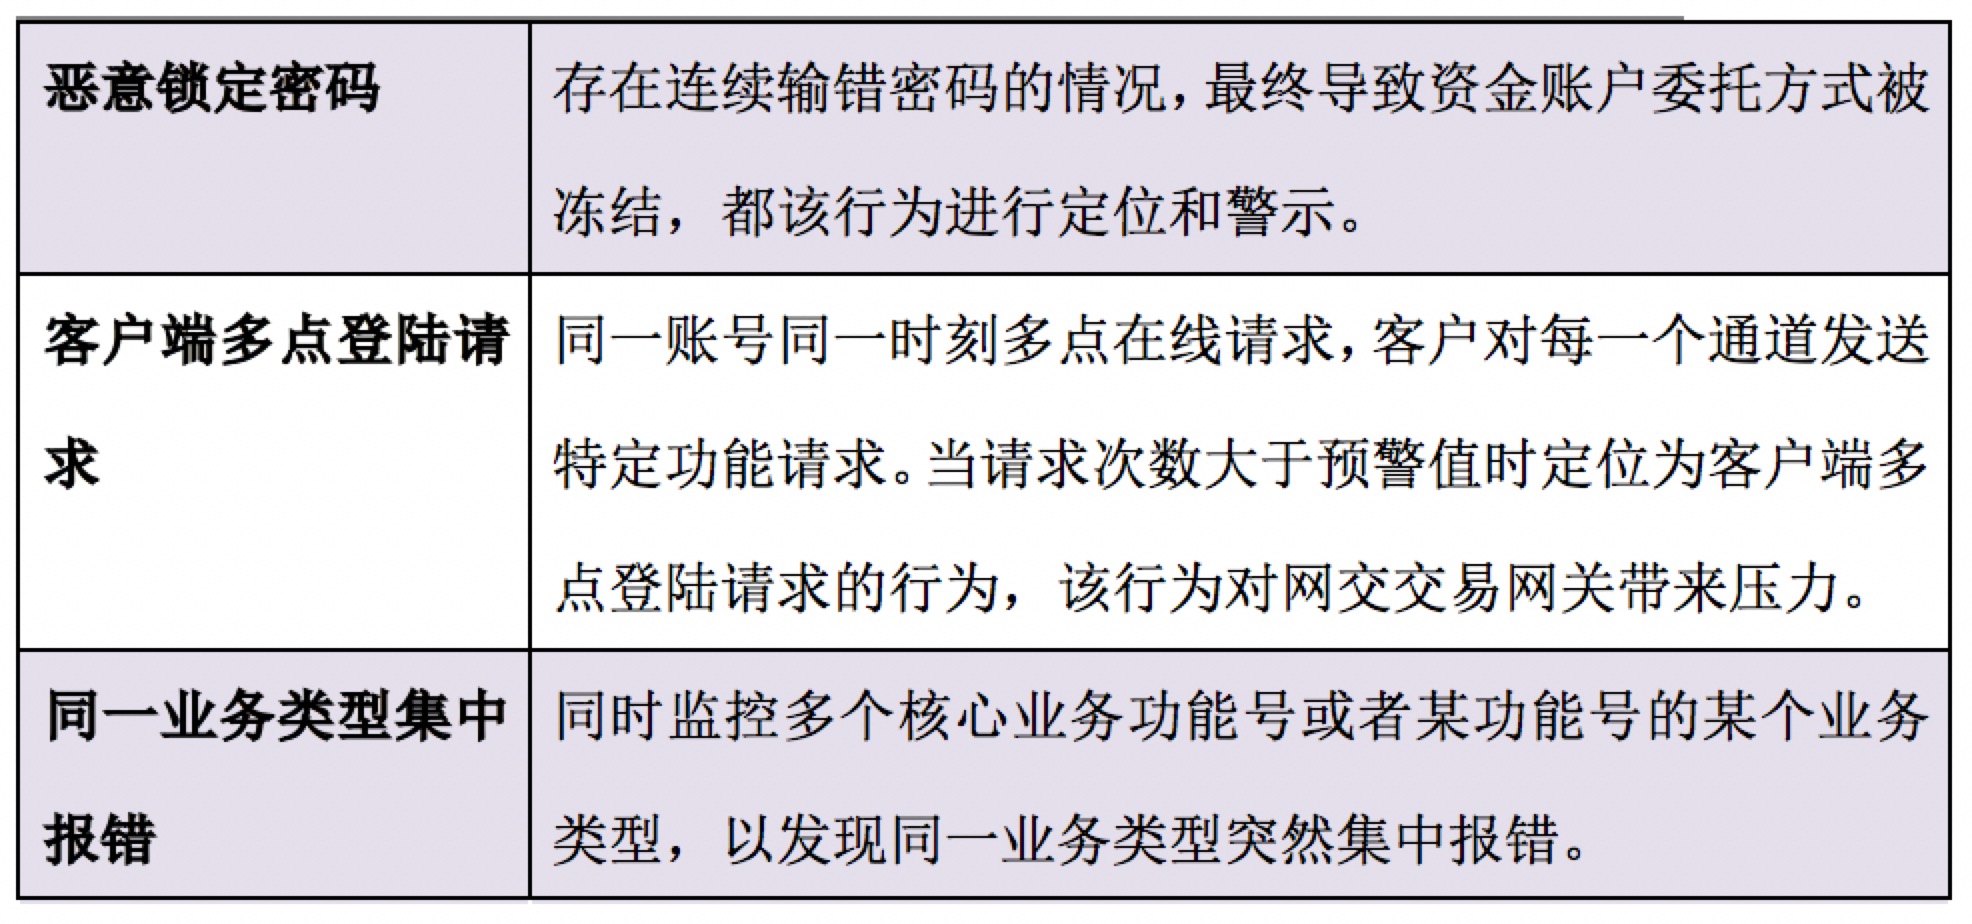 恶意锁定密码
存在连续输错密码的情况，最终导致资金账户委托方式被
冻结，都该行为进行定位和警示。
客户端多点登陆请
求
同一账号同一时刻多点在线请求，客户对每一个通道发送
特定功能请求。当请求次数大于预警值时定位为客户端多
点登陆请求的行为，该行为对网交交易网关带来压力。
同一业务类型集中
报错
同时监控多个核心业务功能号或者某功能号的某个业务
类型，以发现同一业务类型突然集中报错。